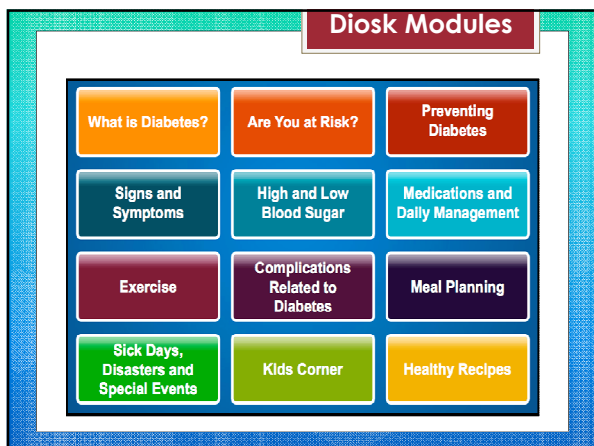 Diosk Modules
What is Diabetes?
Are You at Risk?
Preventing
Diabetes
Signs and
Symptoms
High and Low
Blood Sugar
Medications and
Daily Management
Exercise
Complications
Related to
Diabetes
Meal Planning
Sick Days,
Disasters and
Special Events
Kids Corner
Healthy Recipes